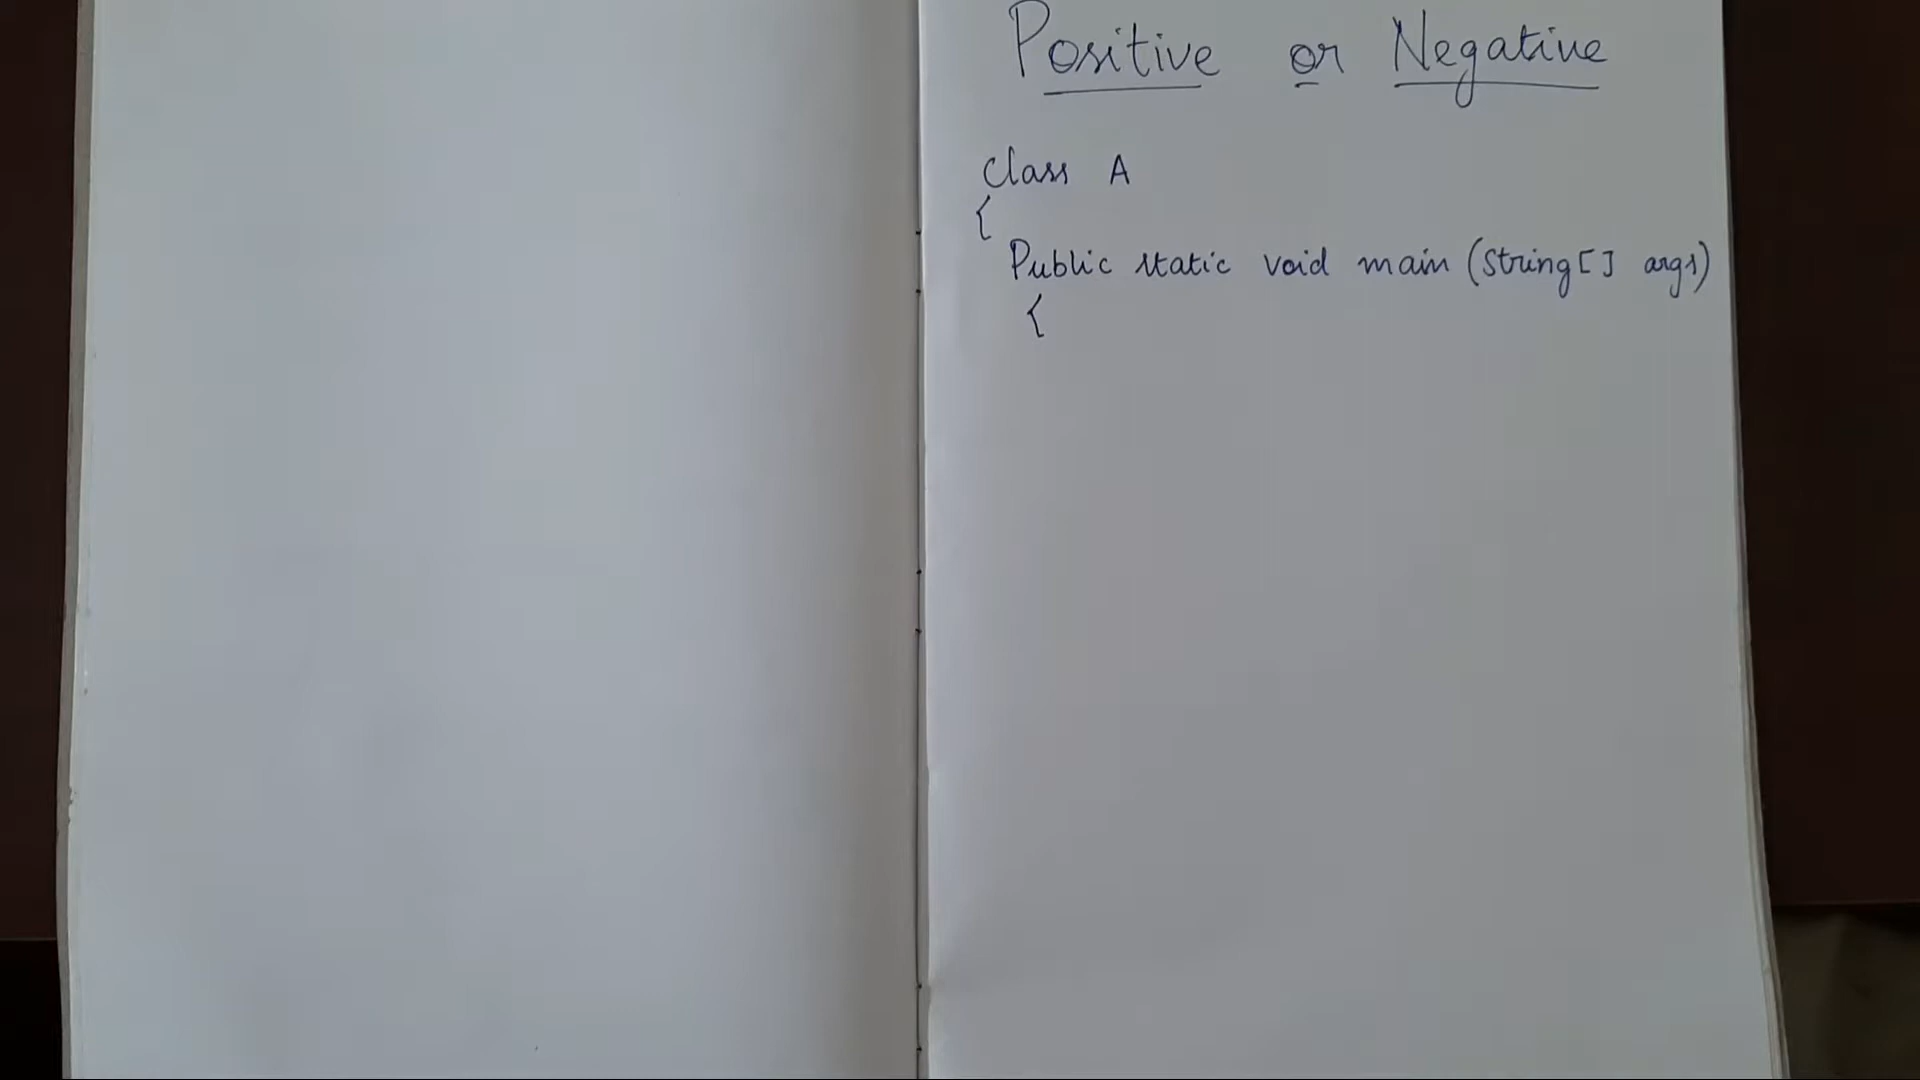 Positive or Negative
Class A
{
Public static void main (String[] args)
{